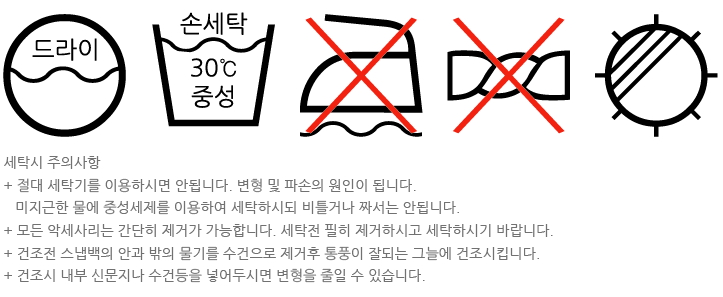 드라이
손세탁
30℃
중성
세탁시 주의사항
+ 절대 세탁기를 이용하시면 안됩니다. 변형 및 파손의 원인이 됩니다.
미지근한 물에 중성세제를 이용하여 세탁하시되 비틀거나 짜서는 안됩니다.
+ 모든 악세사리는 간단히 제거가 가능합니다. 세탁전 필히 제거하시고 세탁하시기 바랍니다.
+ 건조전 스냅백의 안과 밖의 물기를 수건으로 제거후 통풍이 잘되는 그늘에 건조시킵니다.
+ 건조시 내부 신문지나 수건등을 넣어두시면 변형을 줄일 수 있습니다.